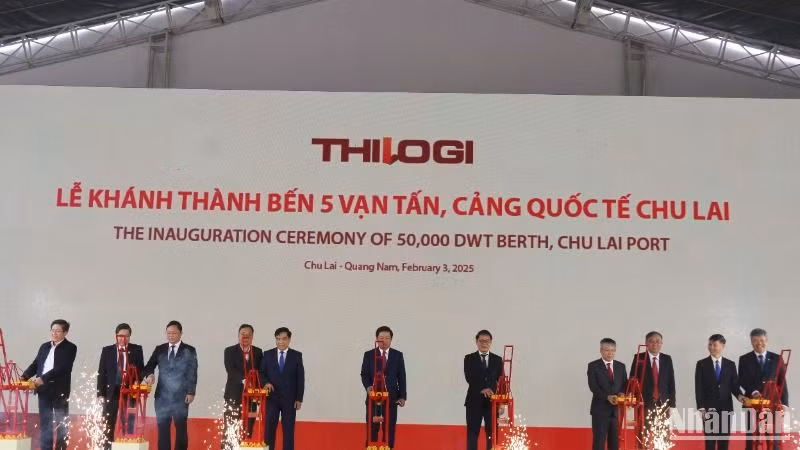 THILOGI
LỄ KHÁNH THÀNH BẾN 5 VẠN TẤN, CẢNG QUỐC TẾ CHU LAI
THE INAUGURATION CEREMONY OF 50,000 DWT BERTH, CHU LAI PORT
Chu Lai - Quang Nam, February 3, 2025
NhânDân